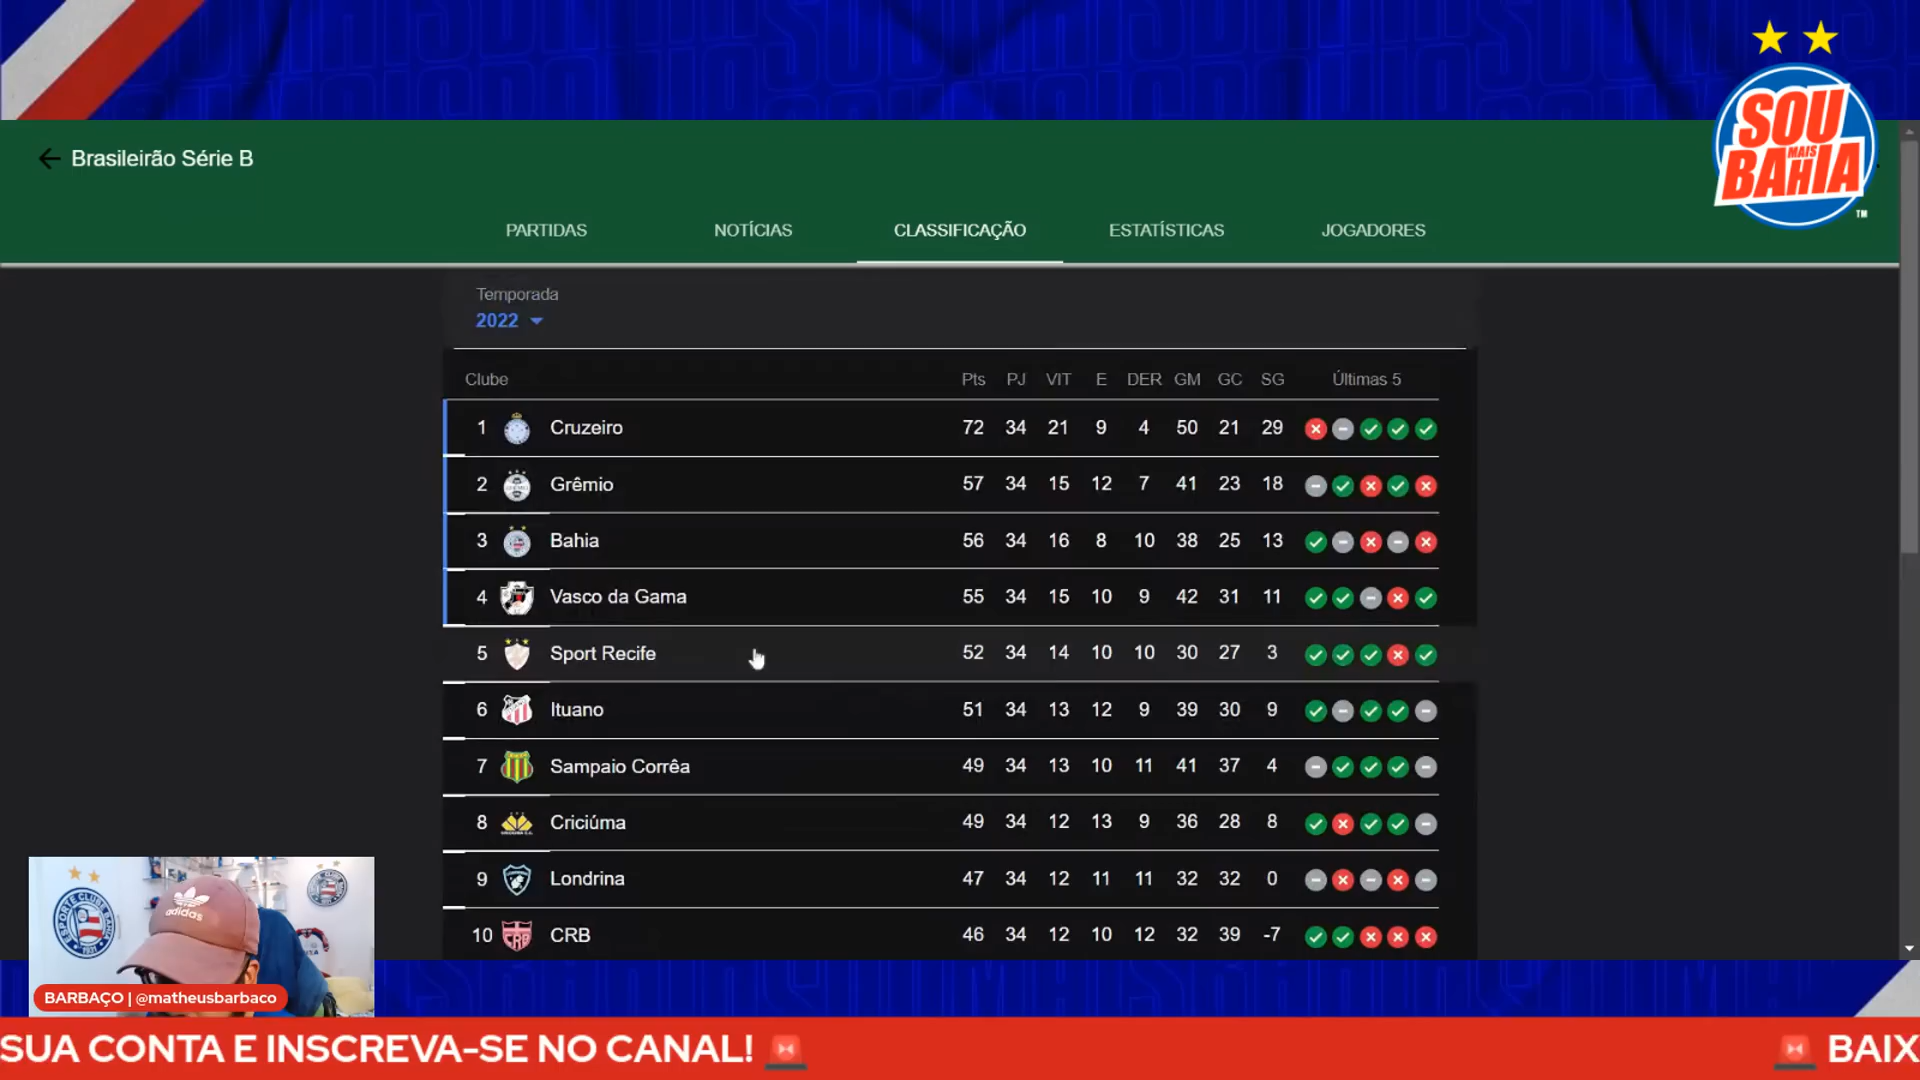 SOU
MAIS
BAHIA
TM
Brasileirão Série B
PARTIDAS NOTÍCIAS CLASSIFICAÇÃO ESTATÍSTICAS JOGADORES
Temporada
2022
Clube Pts PJ VIT E DER GM GC SG Últimas 5
1 Cruzeiro 72 34 21 9 4 50 21 29
2 Grêmio 57 34 15 12 7 41 23 18
3 Bahia 56 34 16 8 10 38 25 13
4 Vasco da Gama 55 34 15 10 9 42 31 11
5 Sport Recife 52 34 14 10 10 30 27 3
6 Ituano 51 34 13 12 9 39 30 9
7 Sampaio Corrêa 49 34 13 10 11 41 37 4
8 Criciúma 49 34 12 13 9 36 28 8
9 Londrina 47 34 12 11 11 32 32 0
10 CRB 46 34 12 10 12 32 39 -7
ESPORTE CLUBE BAHIA
1931
adidas
BARBAÇO | @matheusbarbaco
SUA CONTA E INSCREVA-SE NO CANAL! BAIX